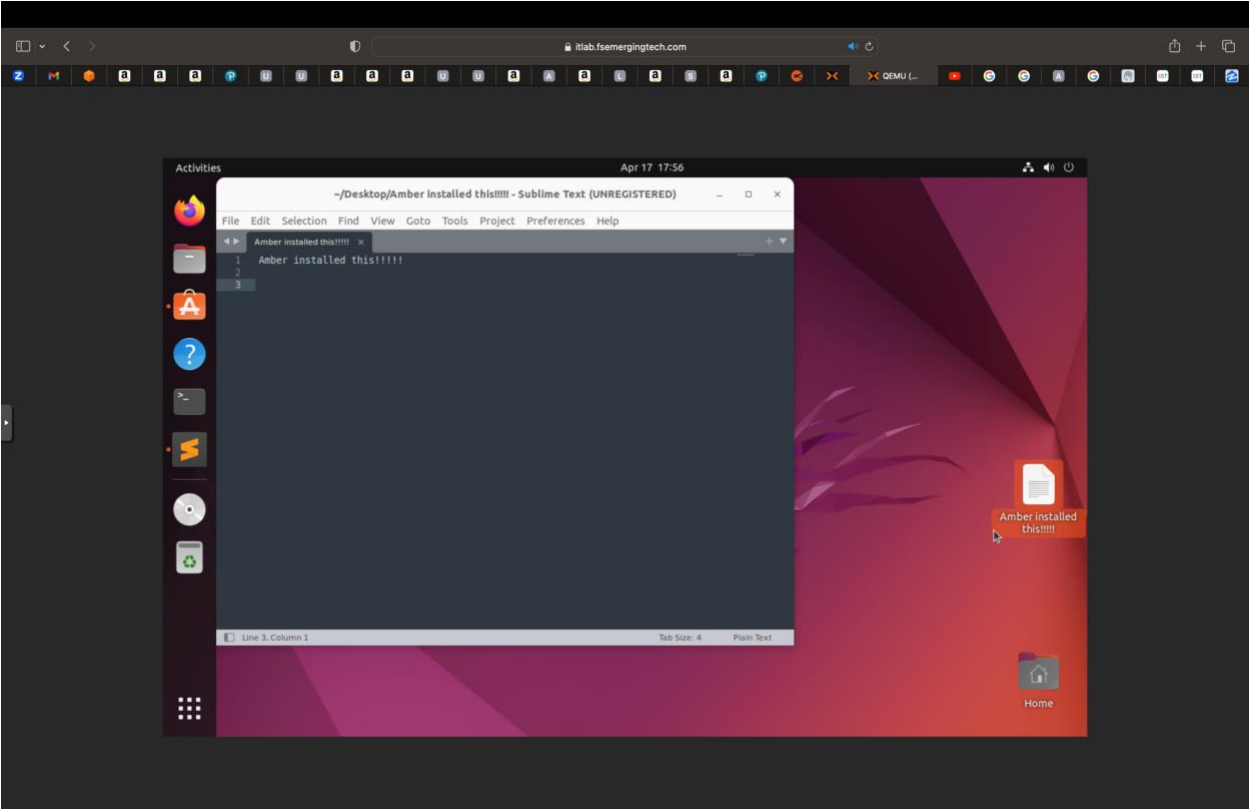 itlab.fsemergingtech.com
QEMU (...
Activities
Apr 17 17:56
~/Desktop/Amber installed this!!!!! - Sublime Text (UNREGISTERED)
File Edit Selection Find View Goto Tools Project Preferences Help
Amber installed this!!!!!
1 Amber installed this!!!!!
2
3
Amber installed
this!!!!!
Line 3, Column 1 Tab Size: 4 Plain Text
Home